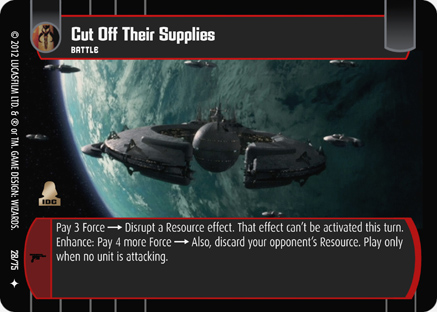 Cut Off Their Supplies
BATTLE
© 2012 LUCASFILM LTD. & ® or TM. GAME DESIGN: WIZARDS.
IDC
28/75
Pay 3 Force → Disrupt a Resource effect. That effect can't be activated this turn.
Enhance: Pay 4 more Force → Also, discard your opponent's Resource. Play only
when no unit is attacking.